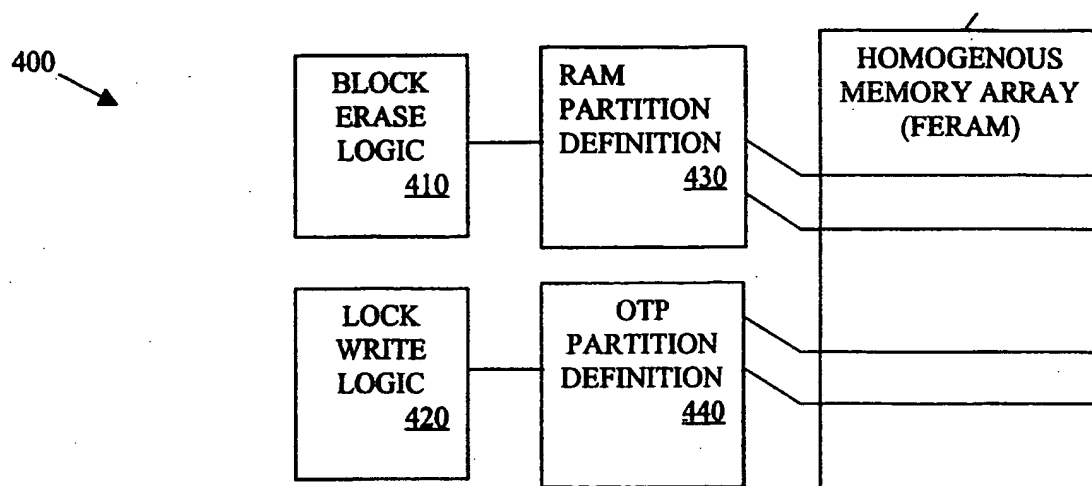 400
BLOCK
ERASE
LOGIC
410
RAM
PARTITION
DEFINITION
430
HOMOGENOUS
MEMORY ARRAY
(FERAM)
LOCK
WRITE
LOGIC
420
OTP
PARTITION
DEFINITION
440